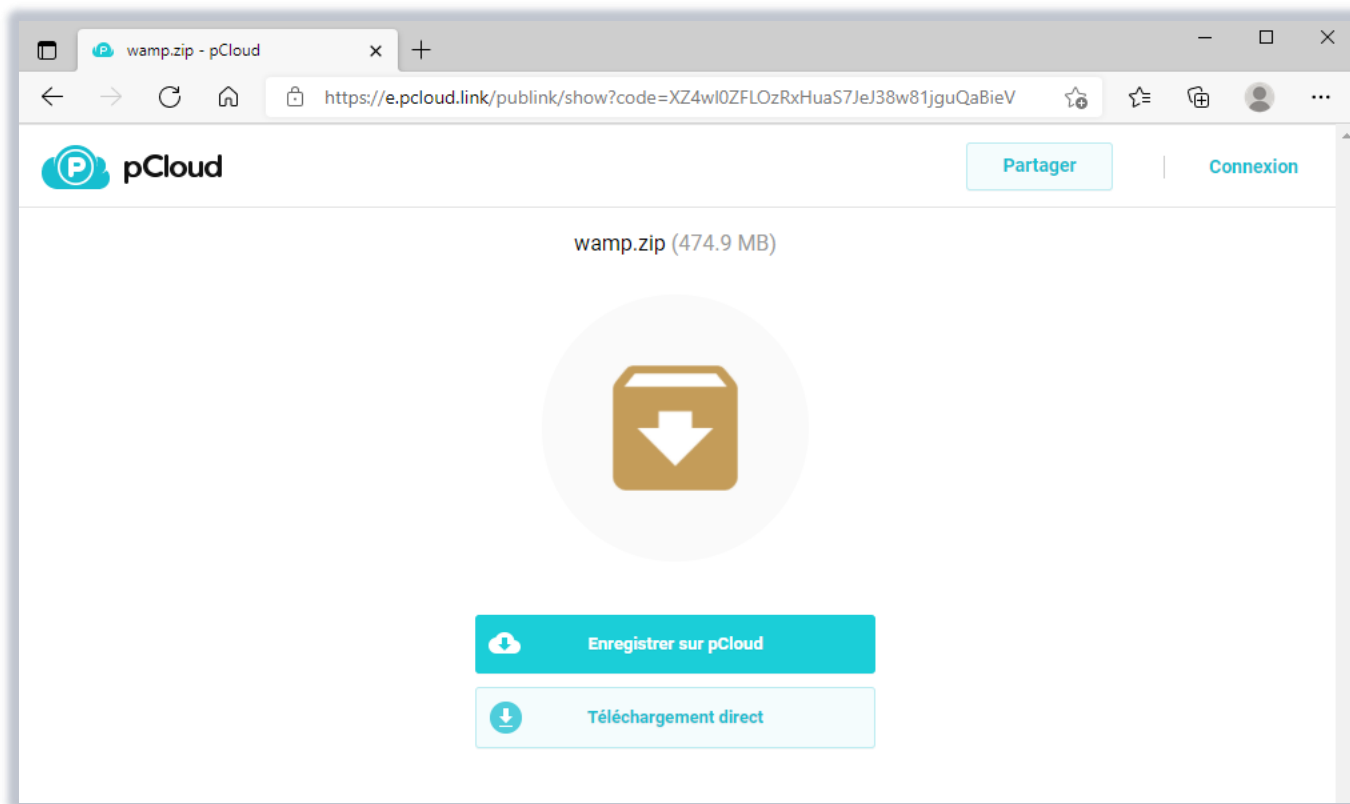 wamp.zip - pCloud
https://e.pcloud.link/publink/show?code=XZ4wl0ZFLOzRxHuaS7JeJ38w81jguQaBieV
P pCloud
Partager
Connexion
wamp.zip (474.9 MB)
Enregistrer sur pCloud
Téléchargement direct